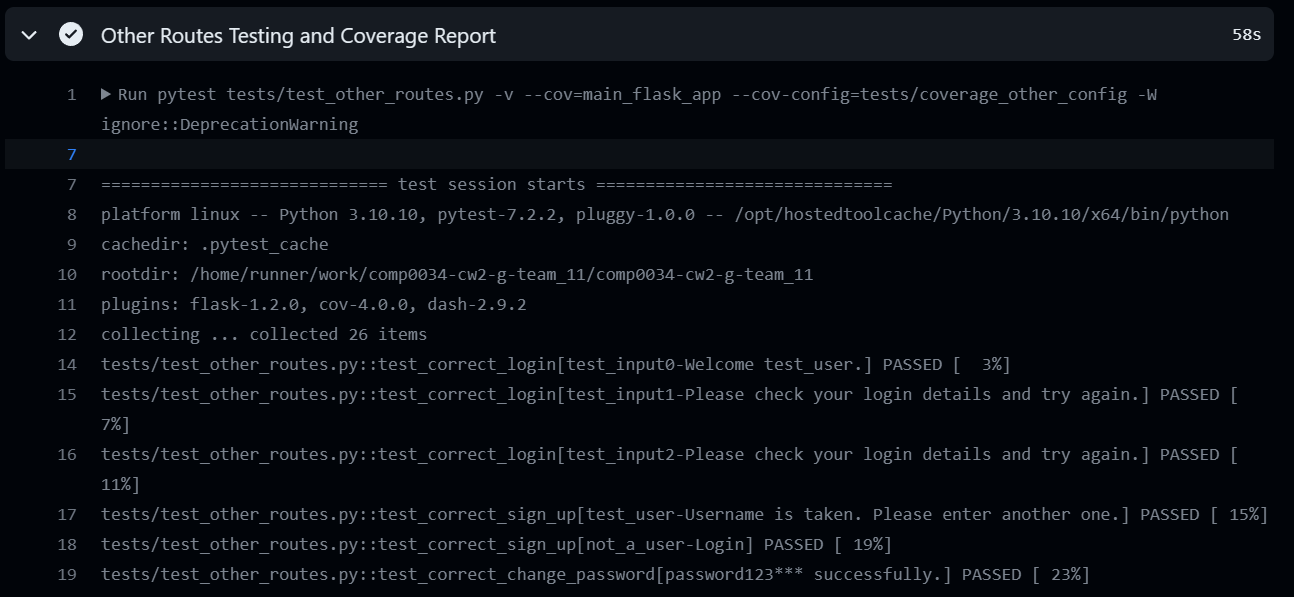 Other Routes Testing and Coverage Report 58s
1 Run pytest tests/test_other_routes.py -v --cov=main_flask_app --cov-config=tests/coverage_other_config -W
ignore::DeprecationWarning
7
7 ============================= test session starts ==============================
8 platform linux -- Python 3.10.10, pytest-7.2.2, pluggy-1.0.0 -- /opt/hostedtoolcache/Python/3.10.10/x64/bin/python
9 cachedir: .pytest_cache
10 rootdir: /home/runner/work/comp0034-cw2-g-team_11/comp0034-cw2-g-team_11
11 plugins: flask-1.2.0, cov-4.0.0, dash-2.9.2
12 collecting ... collected 26 items
14 tests/test_other_routes.py::test_correct_login[test_input0-Welcome test_user.] PASSED [  3%]
15 tests/test_other_routes.py::test_correct_login[test_input1-Please check your login details and try again.] PASSED [
7%]
16 tests/test_other_routes.py::test_correct_login[test_input2-Please check your login details and try again.] PASSED [
11%]
17 tests/test_other_routes.py::test_correct_sign_up[test_user-Username is taken. Please enter another one.] PASSED [ 15%]
18 tests/test_other_routes.py::test_correct_sign_up[not_a_user-Login] PASSED [ 19%]
19 tests/test_other_routes.py::test_correct_change_password[password123*** successfully.] PASSED [ 23%]